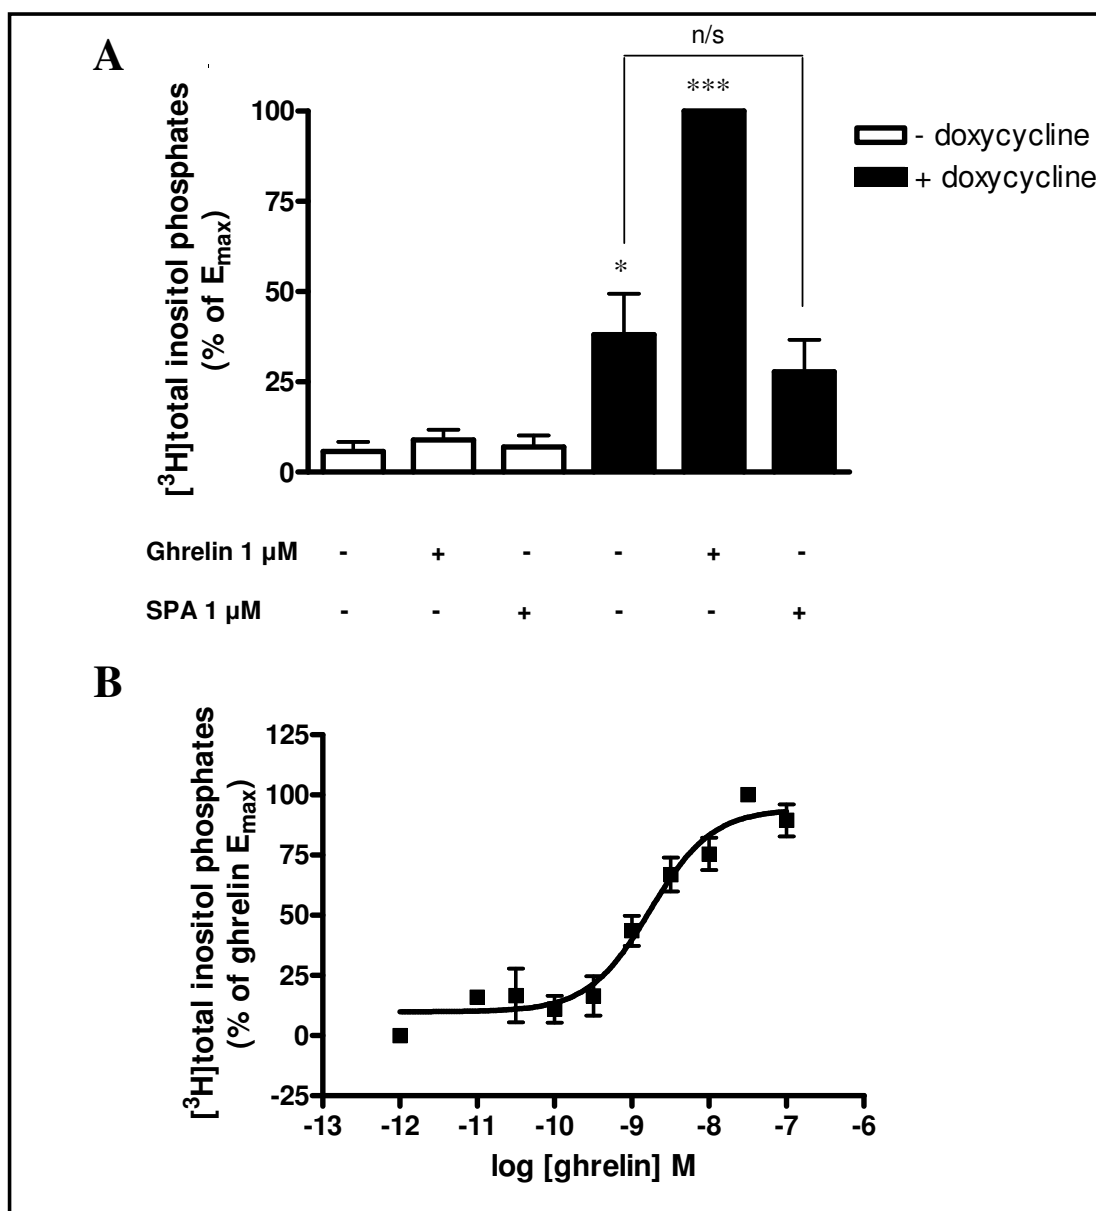 A
n/s
***
*
[³H]total inositol phosphates
(% of Emax)
100
75
50
25
0
- doxycycline
+ doxycycline
Ghrelin 1 µM - + - - + -
SPA 1 µM - - + - - +
B
[³H]total inositol phosphates
(% of ghrelin Emax)
125
100
75
50
25
0
-25
-13 -12 -11 -10 -9 -8 -7 -6
log [ghrelin] M